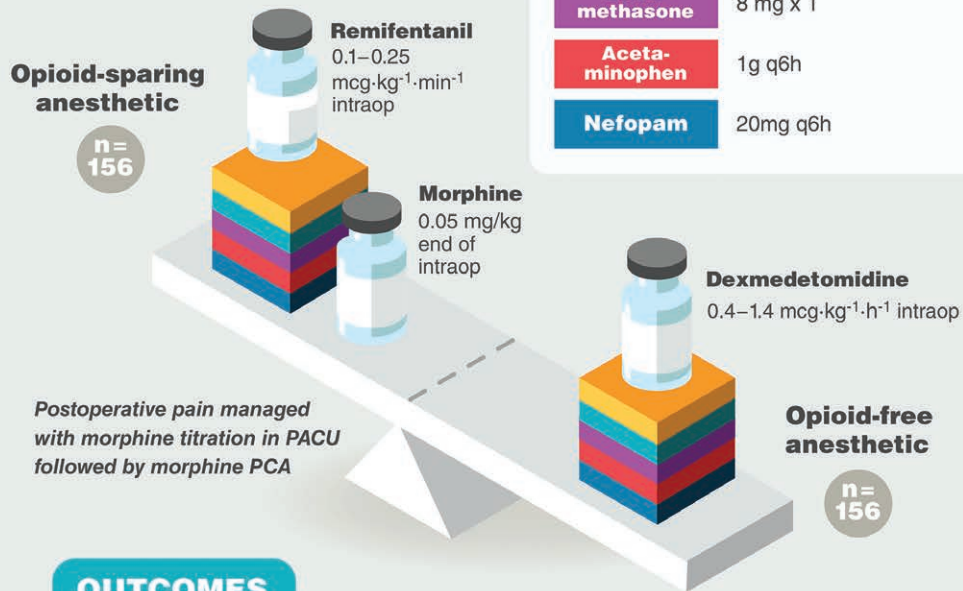 Remifentanil
0.1–0.25
mcg·kg⁻¹·min⁻¹
intraop
Opioid-sparing
anesthetic
n=
156
Morphine
0.05 mg/kg
end of
intraop
methasone
8 mg x 1
Aceta-
minophen
1g q6h
Nefopam
20mg q6h
Dexmedetomidine
0.4–1.4 mcg·kg⁻¹·h⁻¹ intraop
Opioid-free
anesthetic
n=
156
Postoperative pain managed
with morphine titration in PACU
followed by morphine PCA
OUTCOMES